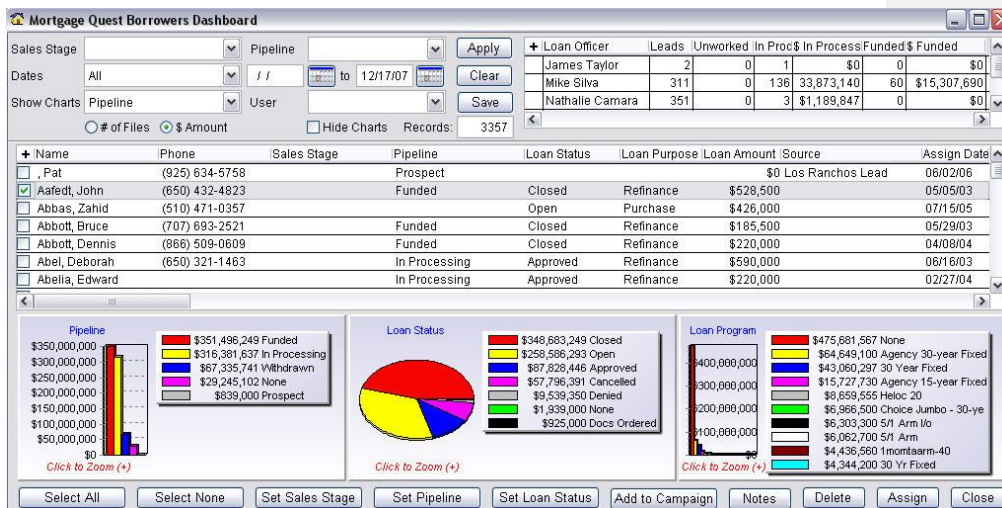 Mortgage Quest Borrowers Dashboard
Sales Stage Pipeline Apply
Dates All / / to 12/17/07 Clear
Show Charts Pipeline User Save
# of Files $ Amount Hide Charts Records: 3357
+ Loan Officer Leads Unworked In Proc $ In Process Funded $ Funded
James Taylor 2 0 1 $0 0 $0
Mike Silva 311 0 136 33,873,140 60 $15,307,690
Nathalie Camara 351 0 3 $1,189,847 0 $0
+ Name Phone Sales Stage Pipeline Loan Status Loan Purpose Loan Amount Source Assign Date
, Pat (925) 634-5758 Prospect $0 Los Ranchos Lead 06/02/06
Aafedt, John (650) 432-4823 Funded Closed Refinance $528,500 05/05/03
Abbas, Zahid (510) 471-0357 Open Purchase $426,000 07/15/05
Abbott, Bruce (707) 693-2521 Funded Closed Refinance $185,500 05/29/03
Abbott, Dennis (866) 509-0609 Funded Closed Refinance $220,000 04/08/04
Abel, Deborah (650) 321-1463 In Processing Approved Refinance $590,000 06/16/03
Abelia, Edward In Processing Approved Refinance $220,000 02/27/04
Pipeline
$350,000,000
$300,000,000
$250,000,000
$200,000,000
$150,000,000
$100,000,000
$50,000,000
$0
$351,496,249 Funded
$316,381,637 In Processing
$67,335,741 Withdrawn
$29,245,102 None
$839,000 Prospect
Click to Zoom (+)
Loan Status
$348,683,249 Closed
$258,586,293 Open
$87,828,446 Approved
$57,796,391 Cancelled
$9,539,350 Denied
$1,939,000 None
$925,000 Docs Ordered
Click to Zoom (+)
Loan Program
$400,000,000
$300,000,000
$200,000,000
$100,000,000
$0
$475,681,567 None
$64,649,100 Agency 30-year Fixed
$43,060,297 30 Year Fixed
$15,727,730 Agency 15-year Fixed
$8,659,555 Heloc 20
$6,966,500 Choice Jumbo - 30-ye
$6,303,300 5/1 Arm I/o
$6,062,700 5/1 Arm
$4,436,560 1momtaarm-40
$4,344,200 30 Yr Fixed
Click to Zoom (+)
Select All Select None Set Sales Stage Set Pipeline Set Loan Status Add to Campaign Notes Delete Assign Close